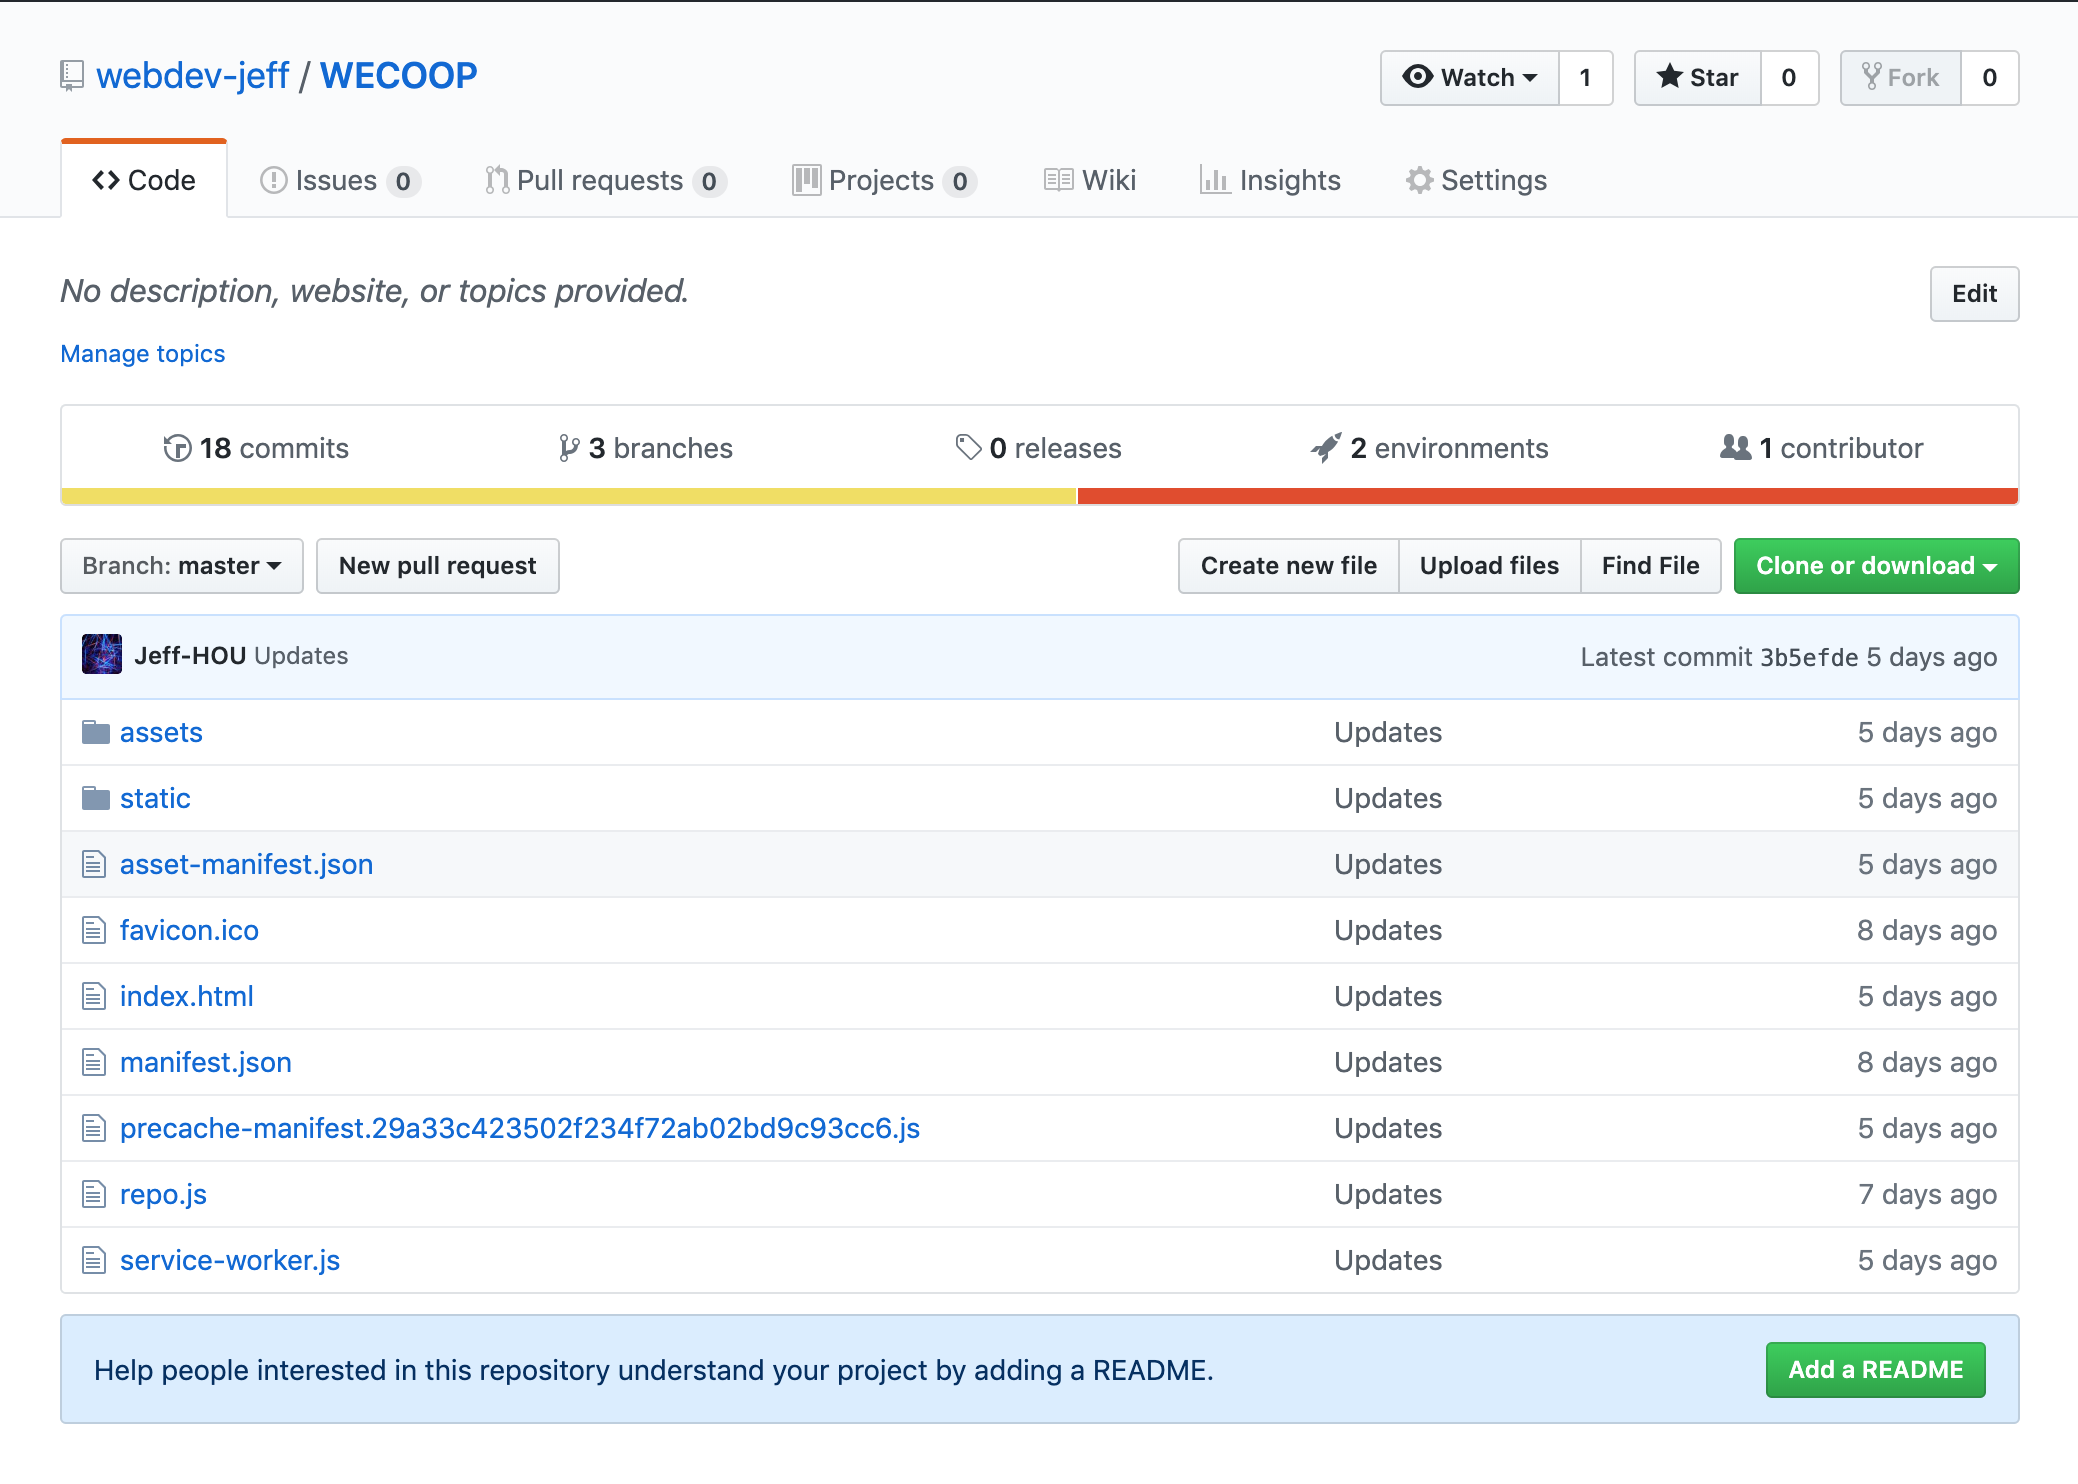 webdev-jeff / WECOOP
Watch 1 Star 0 Fork 0
Code Issues 0 Pull requests 0 Projects 0 Wiki Insights Settings
No description, website, or topics provided. Edit
Manage topics
18 commits 3 branches 0 releases 2 environments 1 contributor
Branch: master New pull request Create new file Upload files Find File Clone or download
Jeff-HOU Updates Latest commit 3b5efde 5 days ago
assets Updates 5 days ago
static Updates 5 days ago
asset-manifest.json Updates 5 days ago
favicon.ico Updates 8 days ago
index.html Updates 5 days ago
manifest.json Updates 8 days ago
precache-manifest.29a33c423502f234f72ab02bd9c93cc6.js Updates 5 days ago
repo.js Updates 7 days ago
service-worker.js Updates 5 days ago
Help people interested in this repository understand your project by adding a README. Add a README